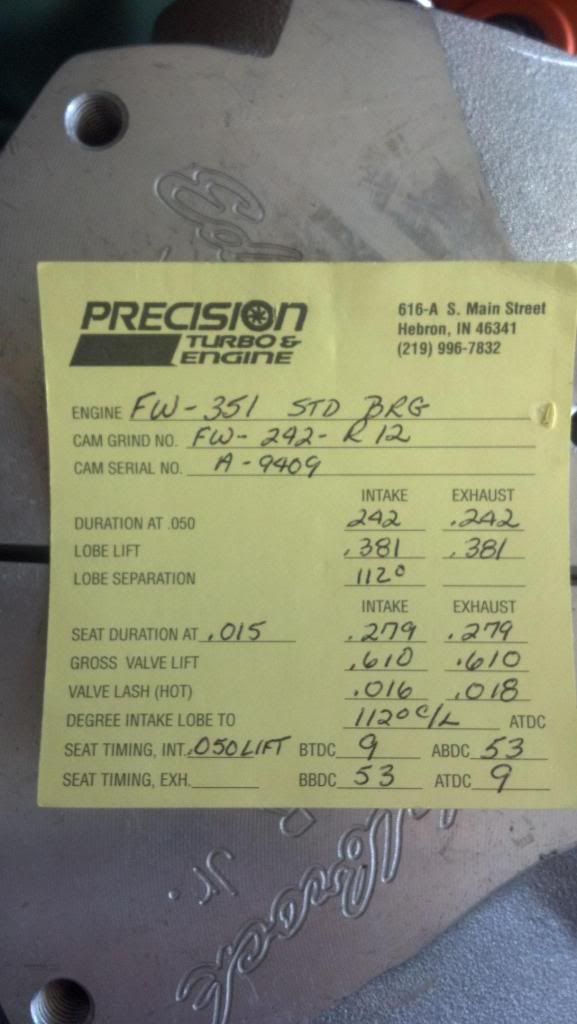 PRECISION
TURBO &
ENGINE
616-A S. Main Street
Hebron, IN 46341
(219) 996-7832
ENGINE FW-351 STD BRG
CAM GRIND NO. FW-242-R12
CAM SERIAL NO. A-9409
INTAKE EXHAUST
DURATION AT .050 242 .242
LOBE LIFT .381 .381
LOBE SEPARATION 112°
INTAKE EXHAUST
SEAT DURATION AT .015 .279 .279
GROSS VALVE LIFT .610 .610
VALVE LASH (HOT) .016 .018
DEGREE INTAKE LOBE TO 112° C/L ATDC
SEAT TIMING, INT. .050 LIFT BTDC 9 ABDC 53
SEAT TIMING, EXH. BBDC 53 ATDC 9
Jr.